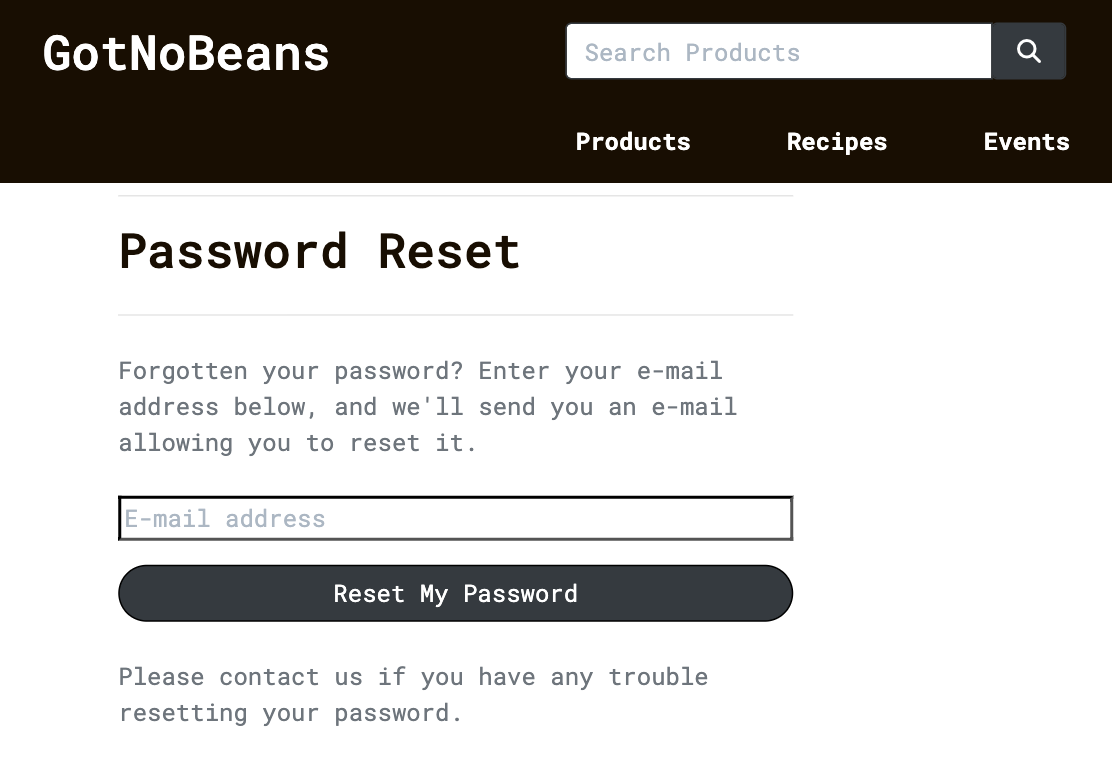 GotNoBeans
Search Products
Products Recipes Events
Password Reset
Forgotten your password? Enter your e-mail
address below, and we'll send you an e-mail
allowing you to reset it.
E-mail address
Reset My Password
Please contact us if you have any trouble
resetting your password.